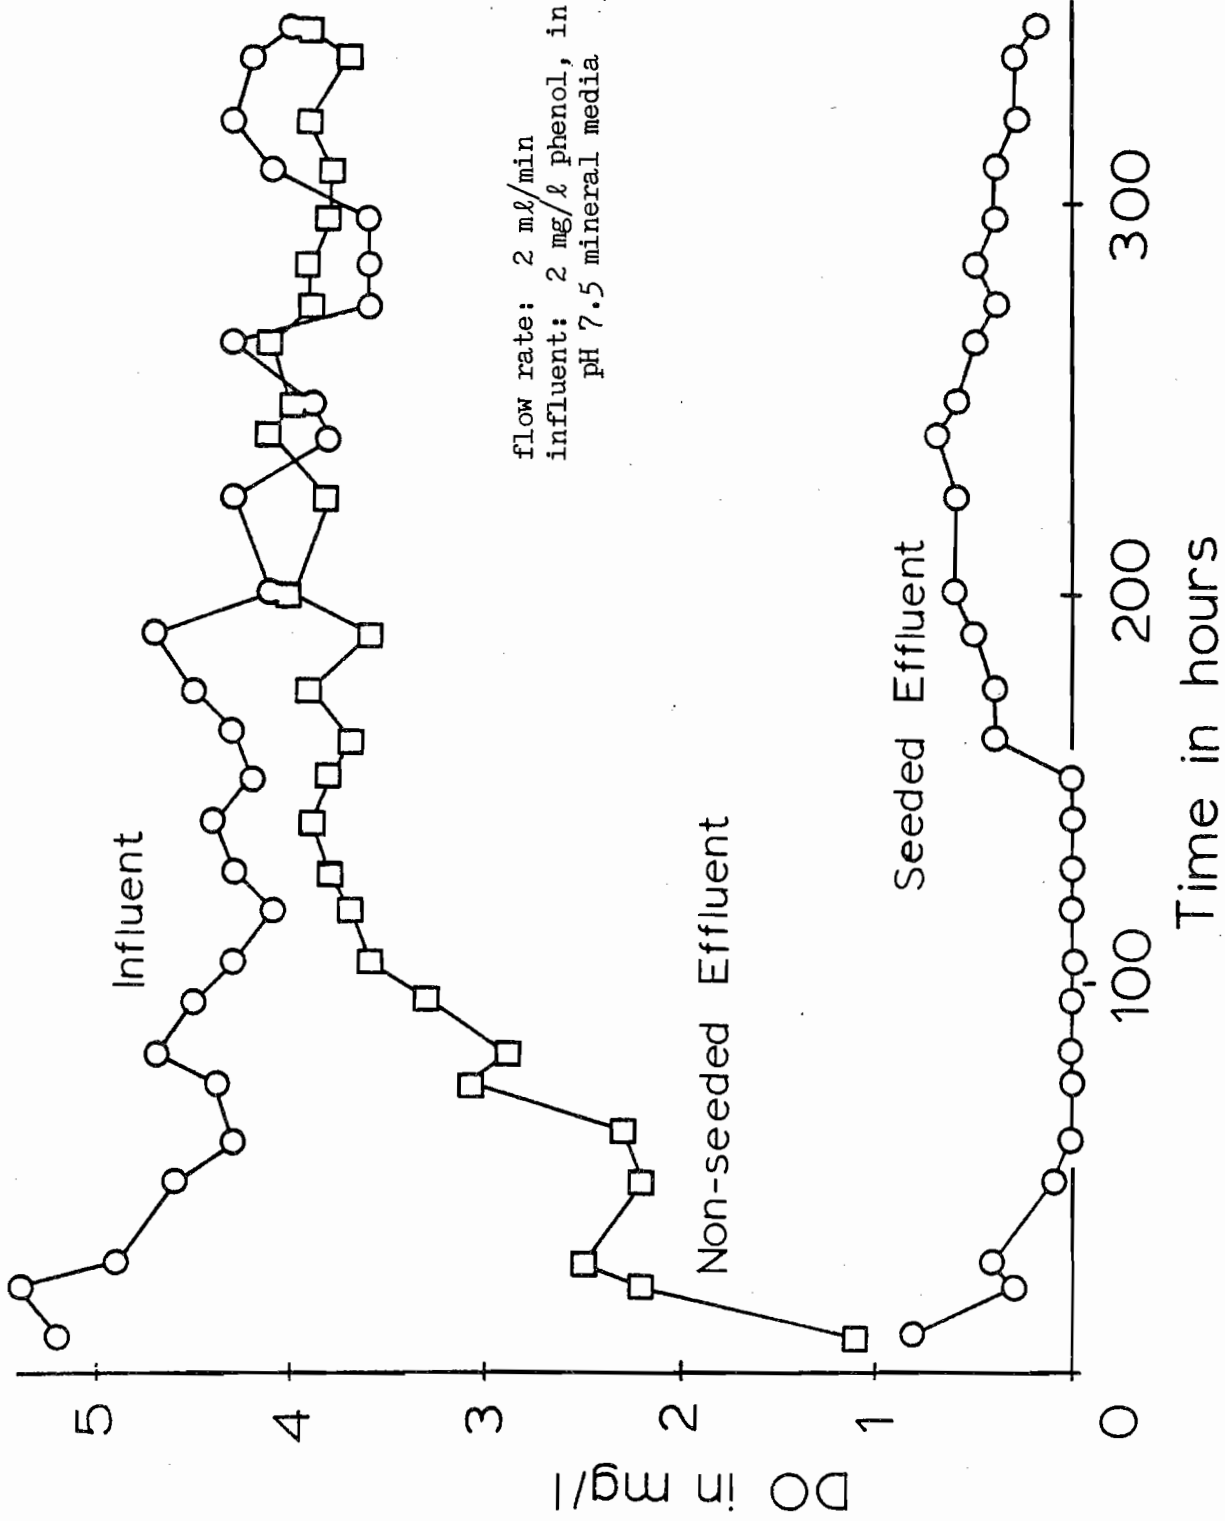 DO in mg/l
5
4
3
2
1
0
100
200
300
Time in hours
Influent
Non-seeded Effluent
Seeded Effluent
flow rate: 2 mℓ/min
influent: 2 mg/ℓ phenol, in
pH 7.5 mineral media